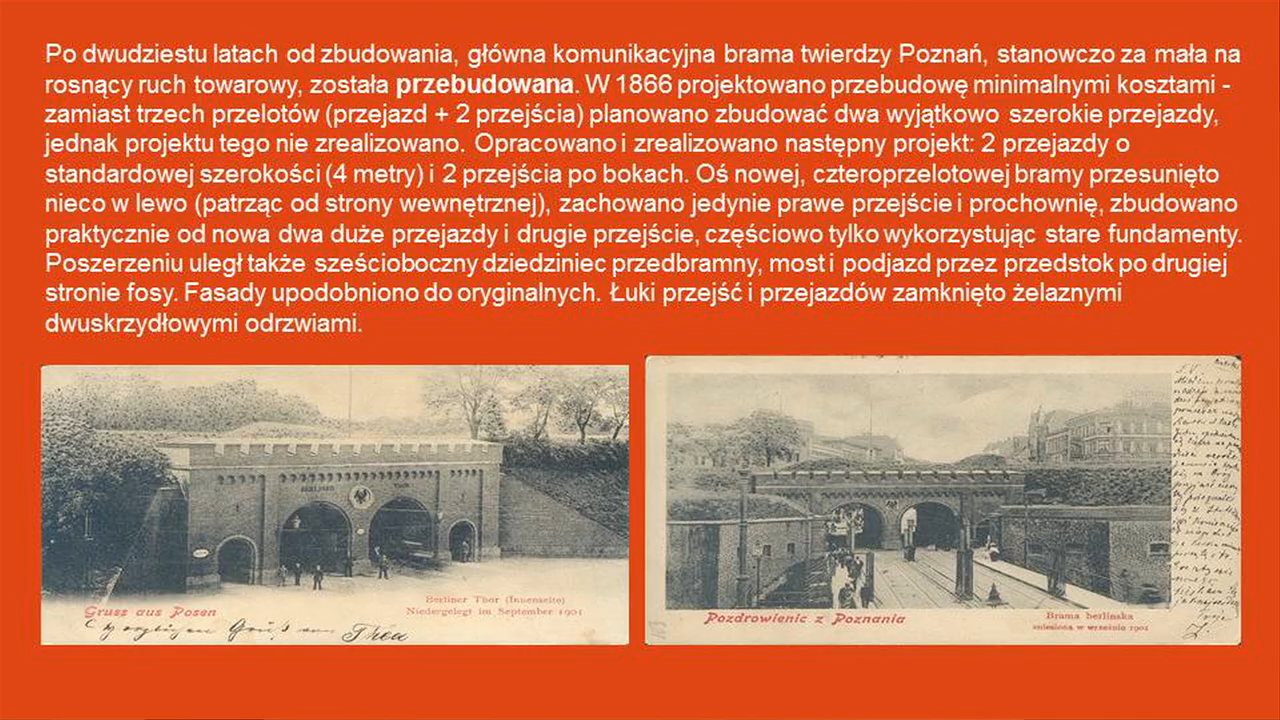 Po dwudziestu latach od zbudowania, główna komunikacyjna brama twierdzy Poznań, stanowczo za mała na
rosnący ruch towarowy, została przebudowana. W 1866 projektowano przebudowę minimalnymi kosztami -
zamiast trzech przelotów (przejazd + 2 przejścia) planowano zbudować dwa wyjątkowo szerokie przejazdy,
jednak projektu tego nie zrealizowano. Opracowano i zrealizowano następny projekt: 2 przejazdy o
standardowej szerokości (4 metry) i 2 przejścia po bokach. Oś nowej, czteroprzelotowej bramy przesunięto
nieco w lewo (patrząc od strony wewnętrznej), zachowano jedynie prawe przejście i prochownię, zbudowano
praktycznie od nowa dwa duże przejazdy i drugie przejście, częściowo tylko wykorzystując stare fundamenty.
Poszerzeniu uległ także sześcioboczny dziedziniec przedbramny, most i podjazd przez przedstok po drugiej
stronie fosy. Fasady upodobniono do oryginalnych. Łuki przejść i przejazdów zamknięto żelaznymi
dwuskrzydłowymi odrzwiami.
BERLINER
Gruss aus Posen
Berliner Thor (Innenseite)
Niedergelegt im September 1901
Gruß Thea
Pozdrowienie z Poznania
Brama berlinska
zniesiona w wrześniu 1901